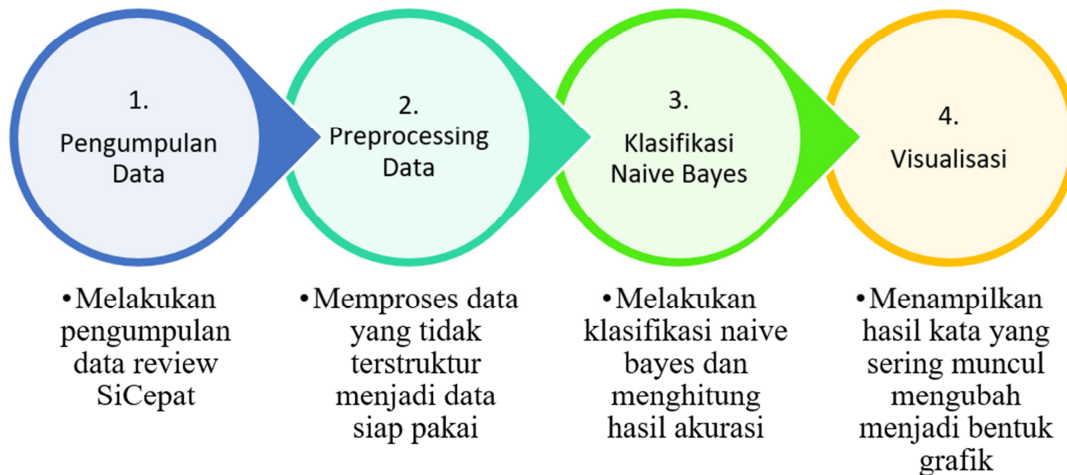 1.
Pengumpulan
Data
2.
Preprocessing
Data
3.
Klasifikasi
Naive Bayes
4.
Visualisasi
•Melakukan
pengumpulan
data review
SiCepat
•Memproses data
yang tidak
terstruktur
menjadi data
siap pakai
•Melakukan
klasifikasi naive
bayes dan
menghitung
hasil akurasi
•Menampilkan
hasil kata yang
sering muncul
mengubah
menjadi bentuk
grafik